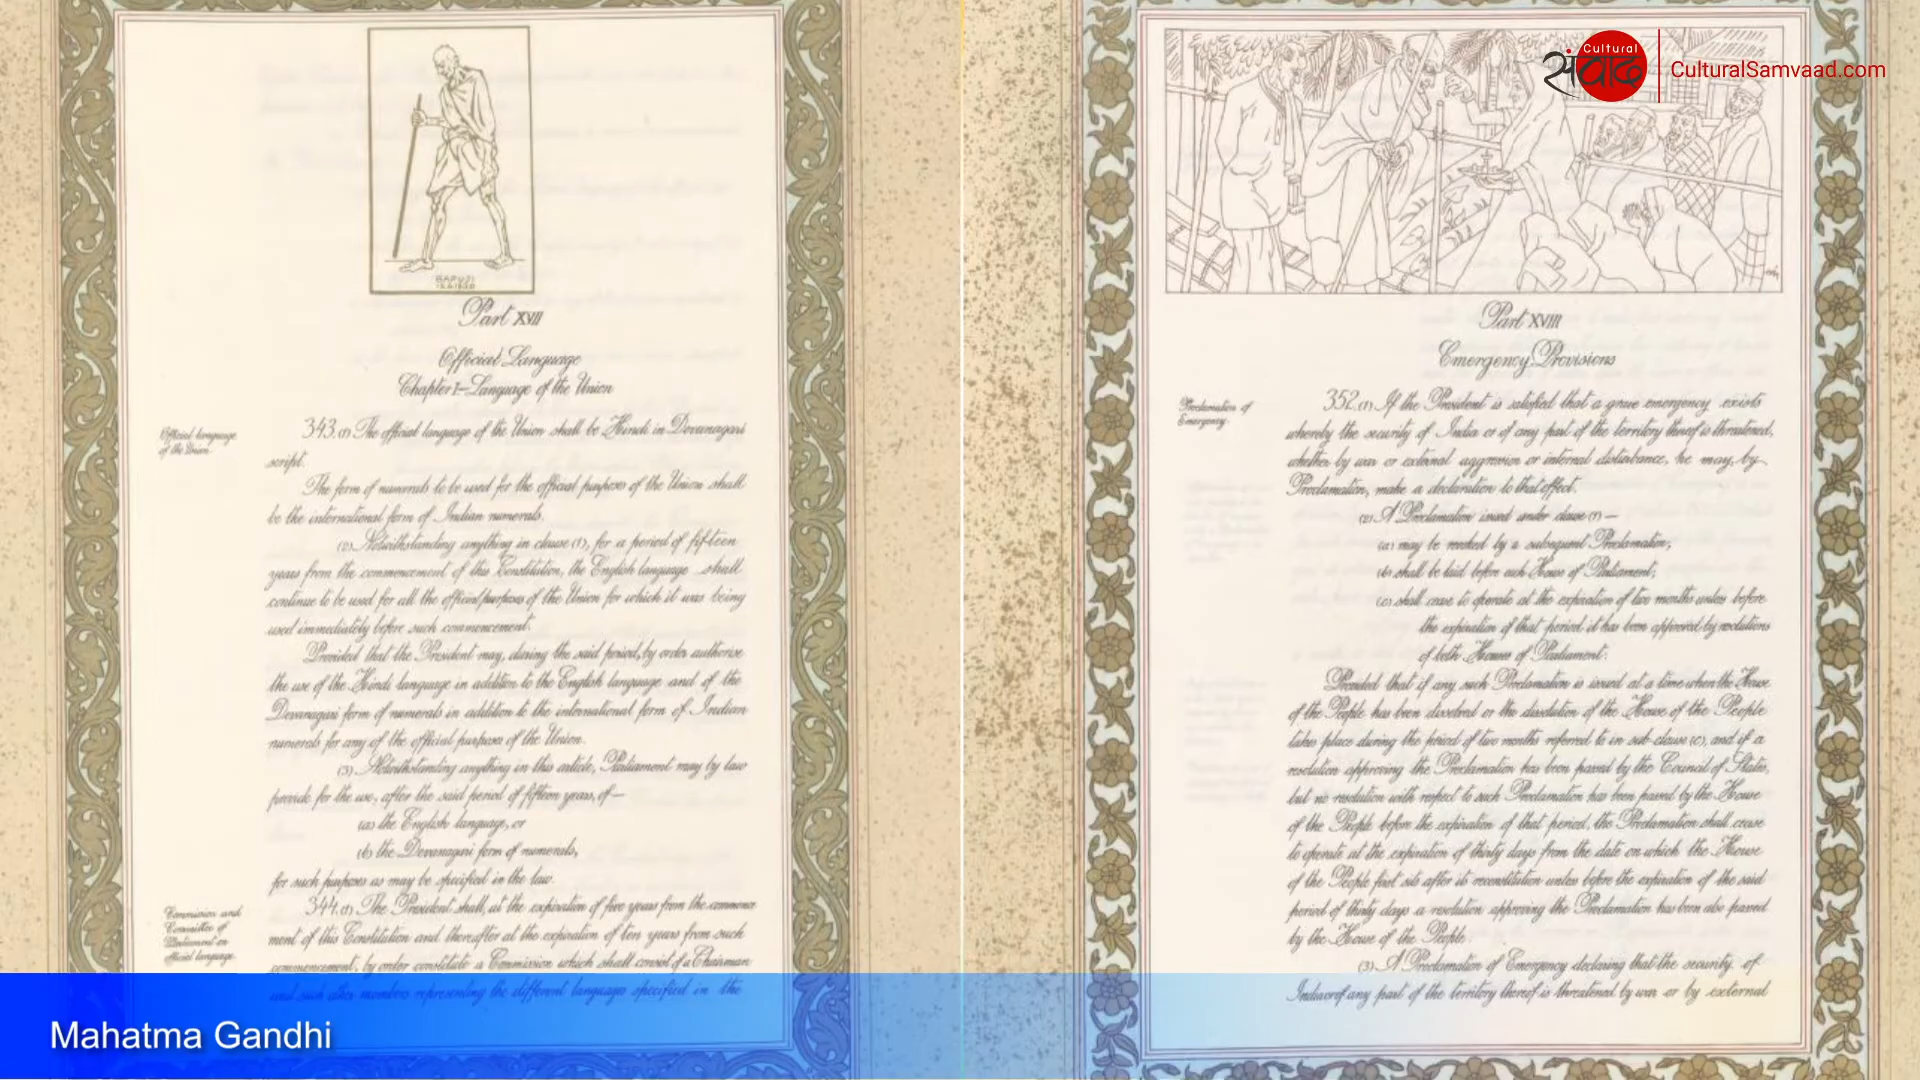 BAPUJI
12.4.1930
Part XVII
Official Language
Chapter I—Language of the Union
Official language
of the Union
343.(1) The official language of the Union shall be Hindi in Devanagari
script.
The form of numerals to be used for the official purposes of the Union shall
be the international form of Indian numerals.
(2) Notwithstanding anything in clause (1), for a period of fifteen
years from the commencement of this Constitution, the English language shall
continue to be used for all the official purposes of the Union for which it was being
used immediately before such commencement:
Provided that the President may, during the said period, by order authorise
the use of the Hindi language in addition to the English language and of the
Devanagari form of numerals in addition to the international form of Indian
numerals for any of the official purposes of the Union.
(3) Notwithstanding anything in this article, Parliament may by law
provide for the use, after the said period of fifteen years, of—
(a) the English language, or
(b) the Devanagari form of numerals,
for such purposes as may be specified in the law.
Commission and
Committee of
Parliament on
official language
344.(1) The President shall, at the expiration of five years from the commence
ment of this Constitution and thereafter at the expiration of ten years from such
commencement, by order constitute a Commission which shall consist of a Chairman
and such other members representing the different languages specified in the
Mahatma Gandhi
Cultural
संवाद
CulturalSamvaad.com
Part XVIII
Emergency Provisions
Proclamation of
Emergency.
352.(1) If the President is satisfied that a grave emergency exists
whereby the security of India or of any part of the territory thereof is threatened,
whether by war or external aggression or internal disturbance, he may, by
Proclamation, make a declaration to that effect.
(2) A Proclamation issued under clause (1)—
(a) may be revoked by a subsequent Proclamation;
(b) shall be laid before each House of Parliament;
(c) shall cease to operate at the expiration of two months unless before
the expiration of that period it has been approved by resolutions
of both Houses of Parliament:
Provided that if any such Proclamation is issued at a time when the House
of the People has been dissolved or the dissolution of the House of the People
takes place during the period of two months referred to in sub-clause (c), and if a
resolution approving the Proclamation has been passed by the Council of States,
but no resolution with respect to such Proclamation has been passed by the House
of the People before the expiration of that period, the Proclamation shall cease
to operate at the expiration of thirty days from the date on which the House
of the People first sits after its reconstitution unless before the expiration of the said
period of thirty days a resolution approving the Proclamation has been also passed
by the House of the People.
(3) A Proclamation of Emergency declaring that the security of
India or of any part of the territory thereof is threatened by war or by external